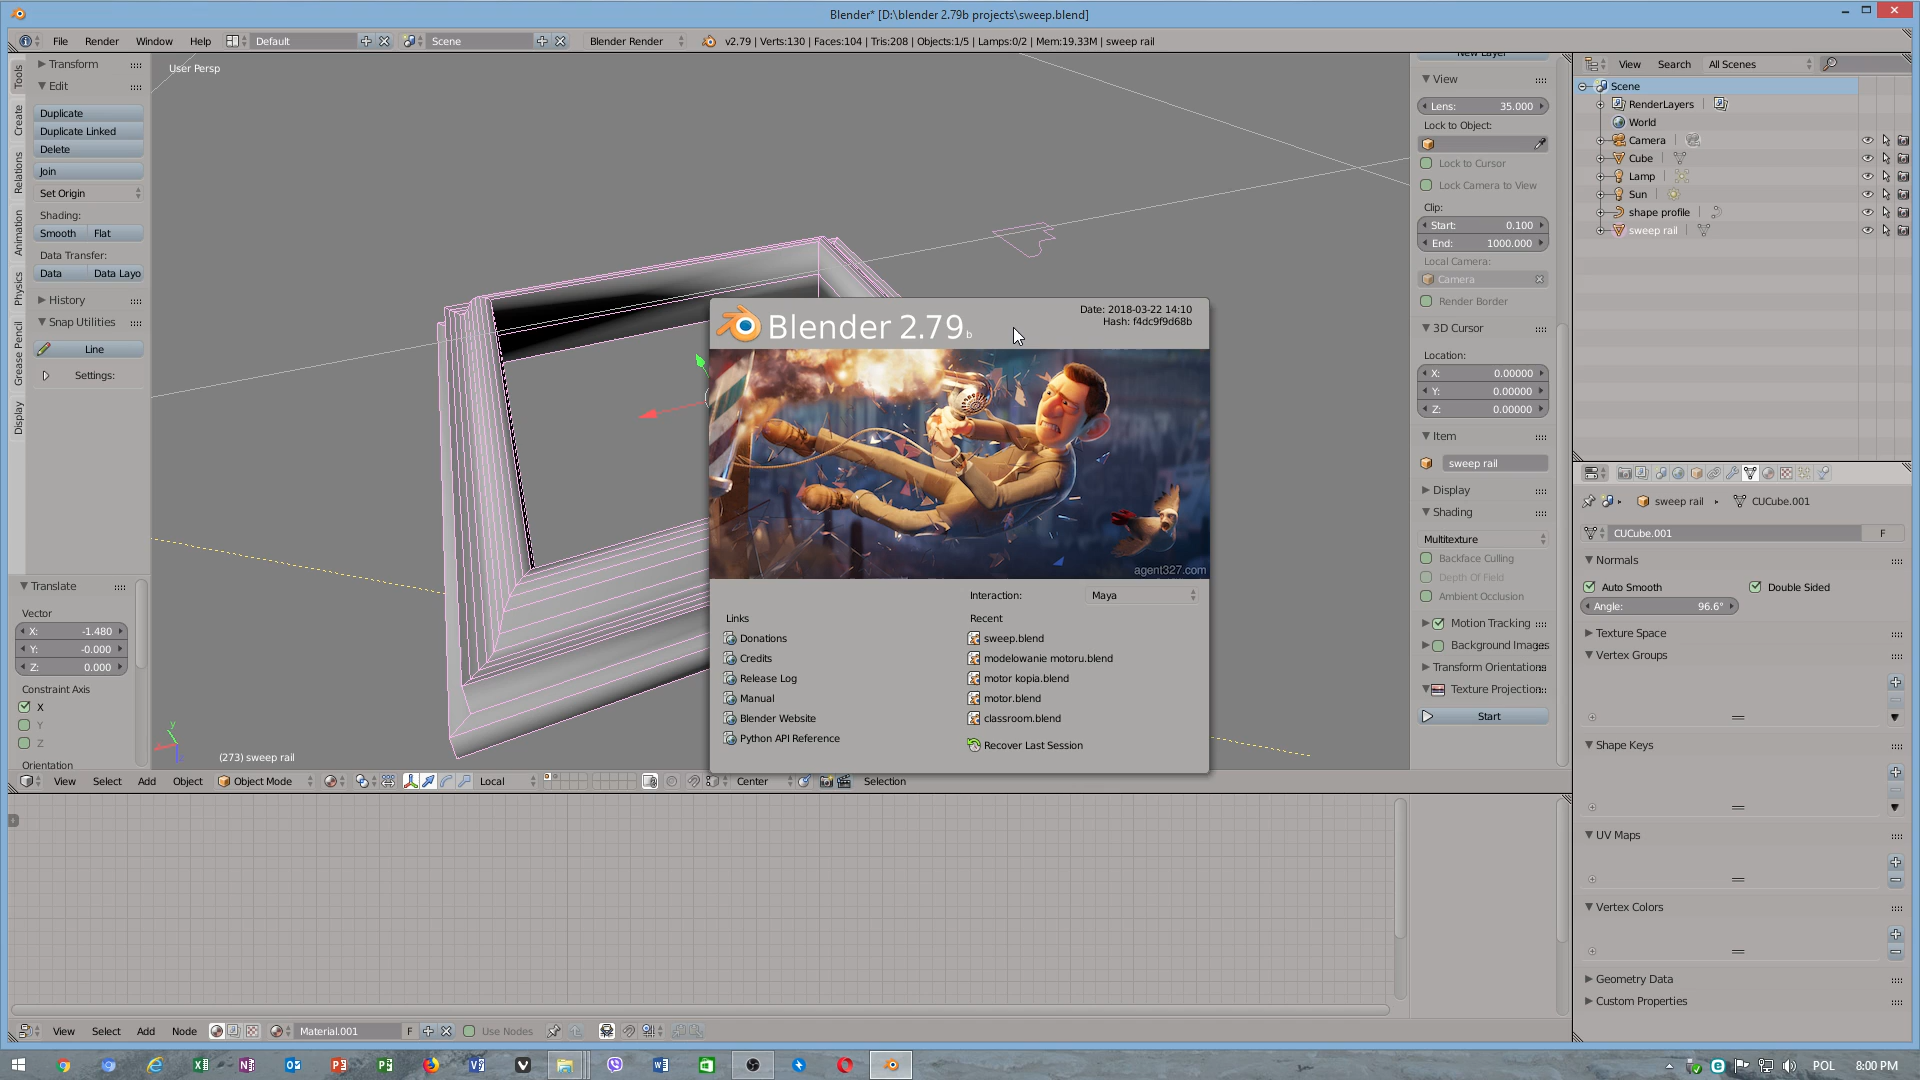 Blender* [D:\blender 2.79b projects\sweep.blend]
File Render Window Help Default Scene Blender Render v2.79 | Verts:130 | Faces:104 | Tris:208 | Objects:1/5 | Lamps:0/2 | Mem:19.33M | sweep rail
Tools
Create
Relations
Animation
Physics
Grease Pencil
Display
Transform
Edit
Duplicate
Duplicate Linked
Delete
Join
Set Origin
Shading:
Smooth Flat
Data Transfer:
Data Data Layo
History
Snap Utilities
Line
Settings:
Translate
Vector
X: -1.480
Y: -0.000
Z: 0.000
Constraint Axis
X
Y
Z
Orientation
User Persp
y
(273) sweep rail
Blender 2.79b
Date: 2018-03-22 14:10
Hash: f4dc9f9d68b
agent327.com
Interaction: Maya
Links
Donations
Credits
Release Log
Manual
Blender Website
Python API Reference
Recent
sweep.blend
modelowanie motoru.blend
motor kopia.blend
motor.blend
classroom.blend
Recover Last Session
New Layer
View
Lens: 35.000
Lock to Object:
Lock to Cursor
Lock Camera to View
Clip:
Start: 0.100
End: 1000.000
Local Camera:
Camera
Render Border
3D Cursor
Location:
X: 0.00000
Y: 0.00000
Z: 0.00000
Item
sweep rail
Display
Shading
Multitexture
Backface Culling
Depth Of Field
Ambient Occlusion
Motion Tracking
Background Images
Transform Orientations
Texture Projection
Start
View Search All Scenes
Scene
RenderLayers
World
Camera
Cube
Lamp
Sun
shape profile
sweep rail
sweep rail CUCube.001
CUCube.001 F
Normals
Auto Smooth Double Sided
Angle: 96.6°
Texture Space
Vertex Groups
Shape Keys
UV Maps
Vertex Colors
Geometry Data
Custom Properties
View Select Add Object Object Mode Local Center Selection
View Select Add Node Material.001 F Use Nodes
POL 8:00 PM